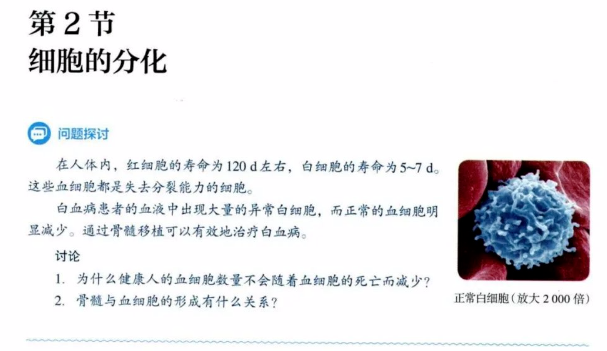 第2节
细胞的分化
问题探讨
在人体内，红细胞的寿命为120 d左右，白细胞的寿命为5~7 d。
这些血细胞都是失去分裂能力的细胞。
白血病患者的血液中出现大量的异常白细胞，而正常的血细胞明
显减少。通过骨髓移植可以有效地治疗白血病。
讨论
1. 为什么健康人的血细胞数量不会随着血细胞的死亡而减少？
2. 骨髓与血细胞的形成有什么关系？
正常白细胞（放大2 000倍）